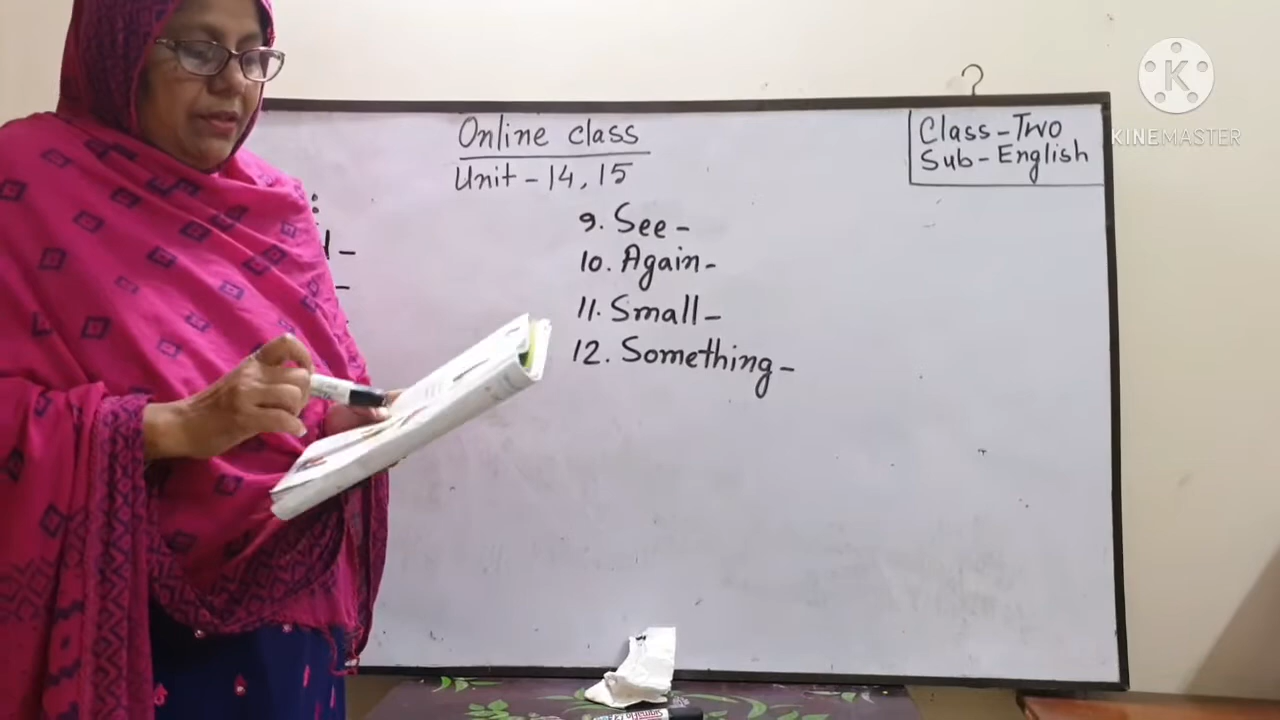 Online class
Unit - 14, 15
Class - Two
Sub - English
9. See -
10. Again -
11. Small -
12. Something -
KINEMASTER